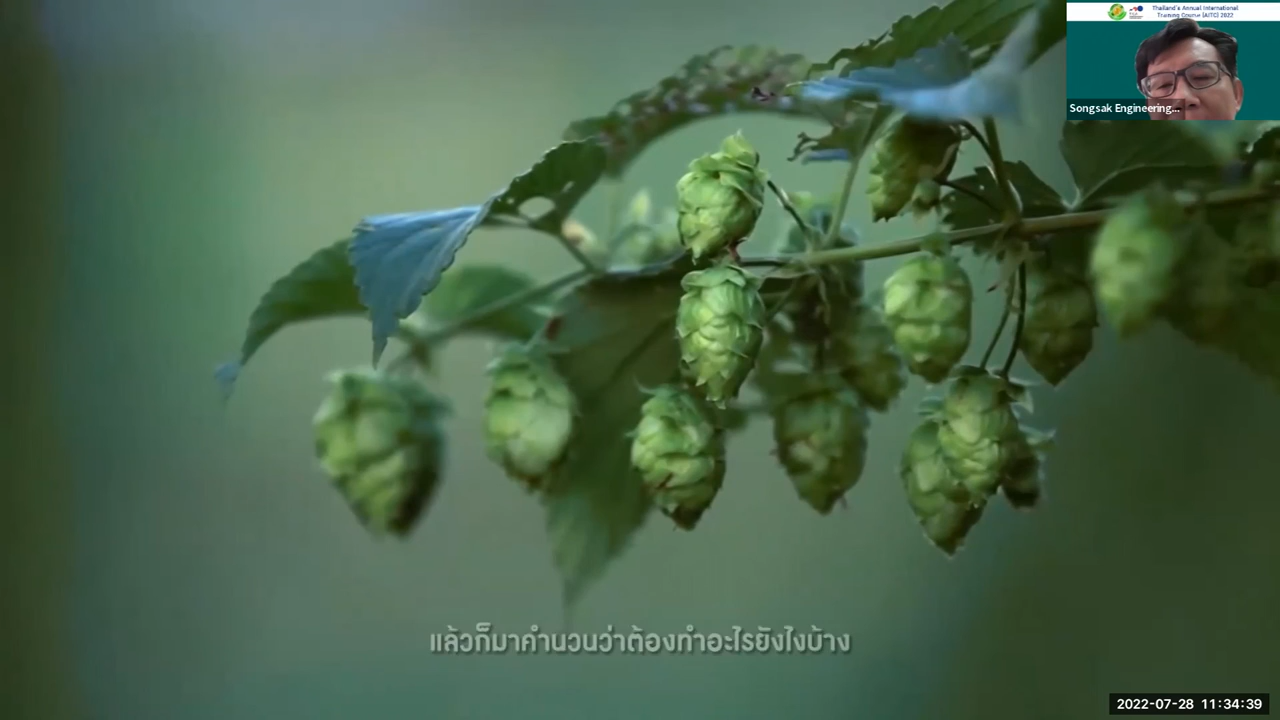 Thailand's Annual International
Training Course (AITC) 2022
Songsak Engineering...
แล้วก็มาคำนวนว่าต้องทำอะไรยังไงบ้าง
2022-07-28 11:34:39